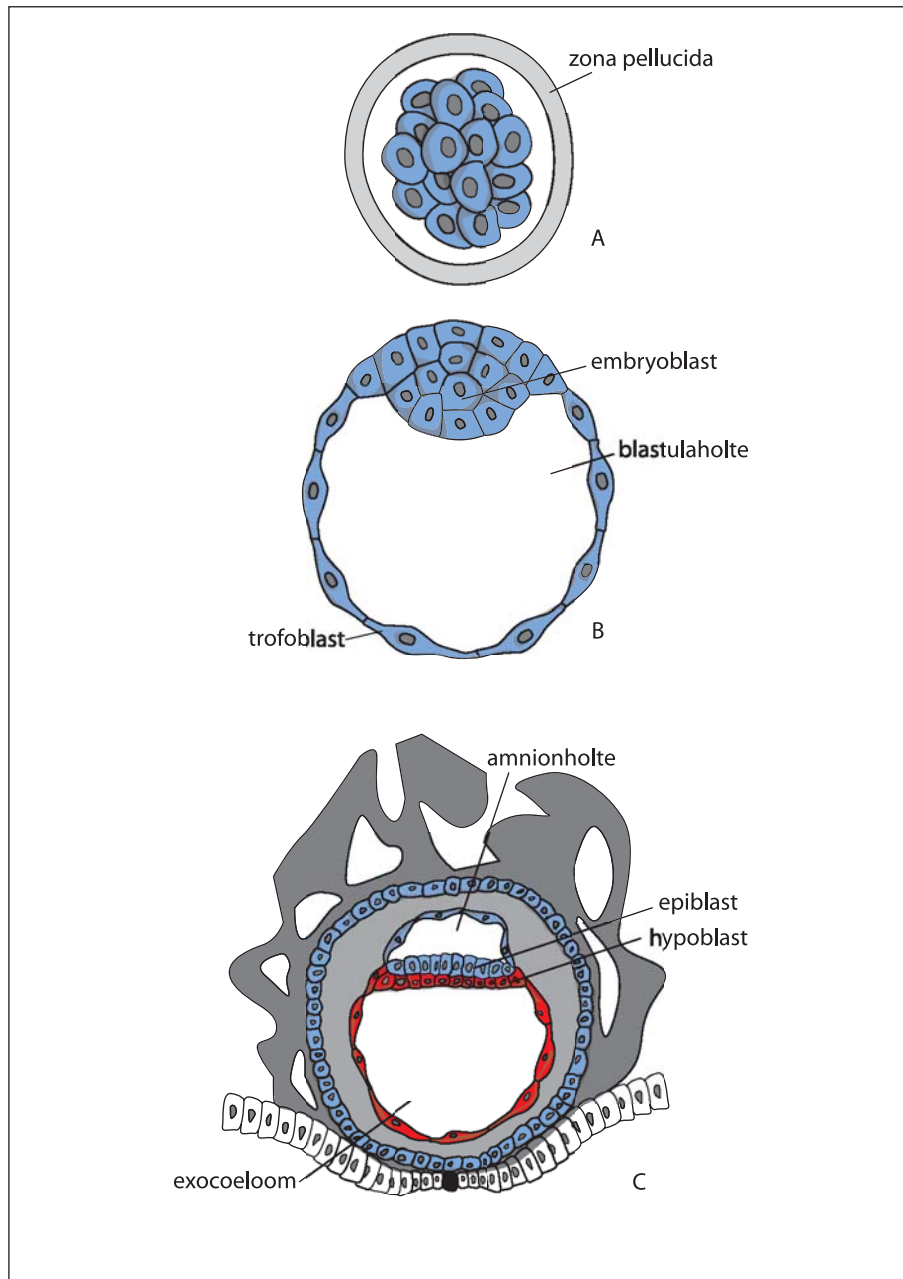 zona pellucida
A
embryoblast
blastulaholte
trofoblast
B
amnionholte
epiblast
hypoblast
exocoeloom
C